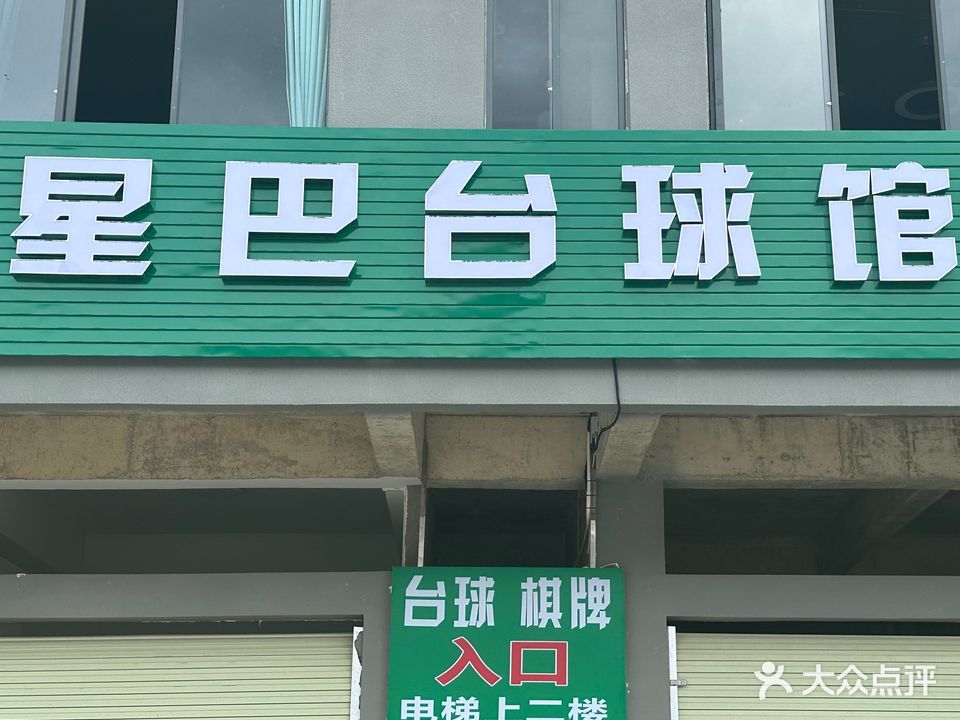 星巴台球馆
台球 棋牌
入口
电梯上二楼
大众点评